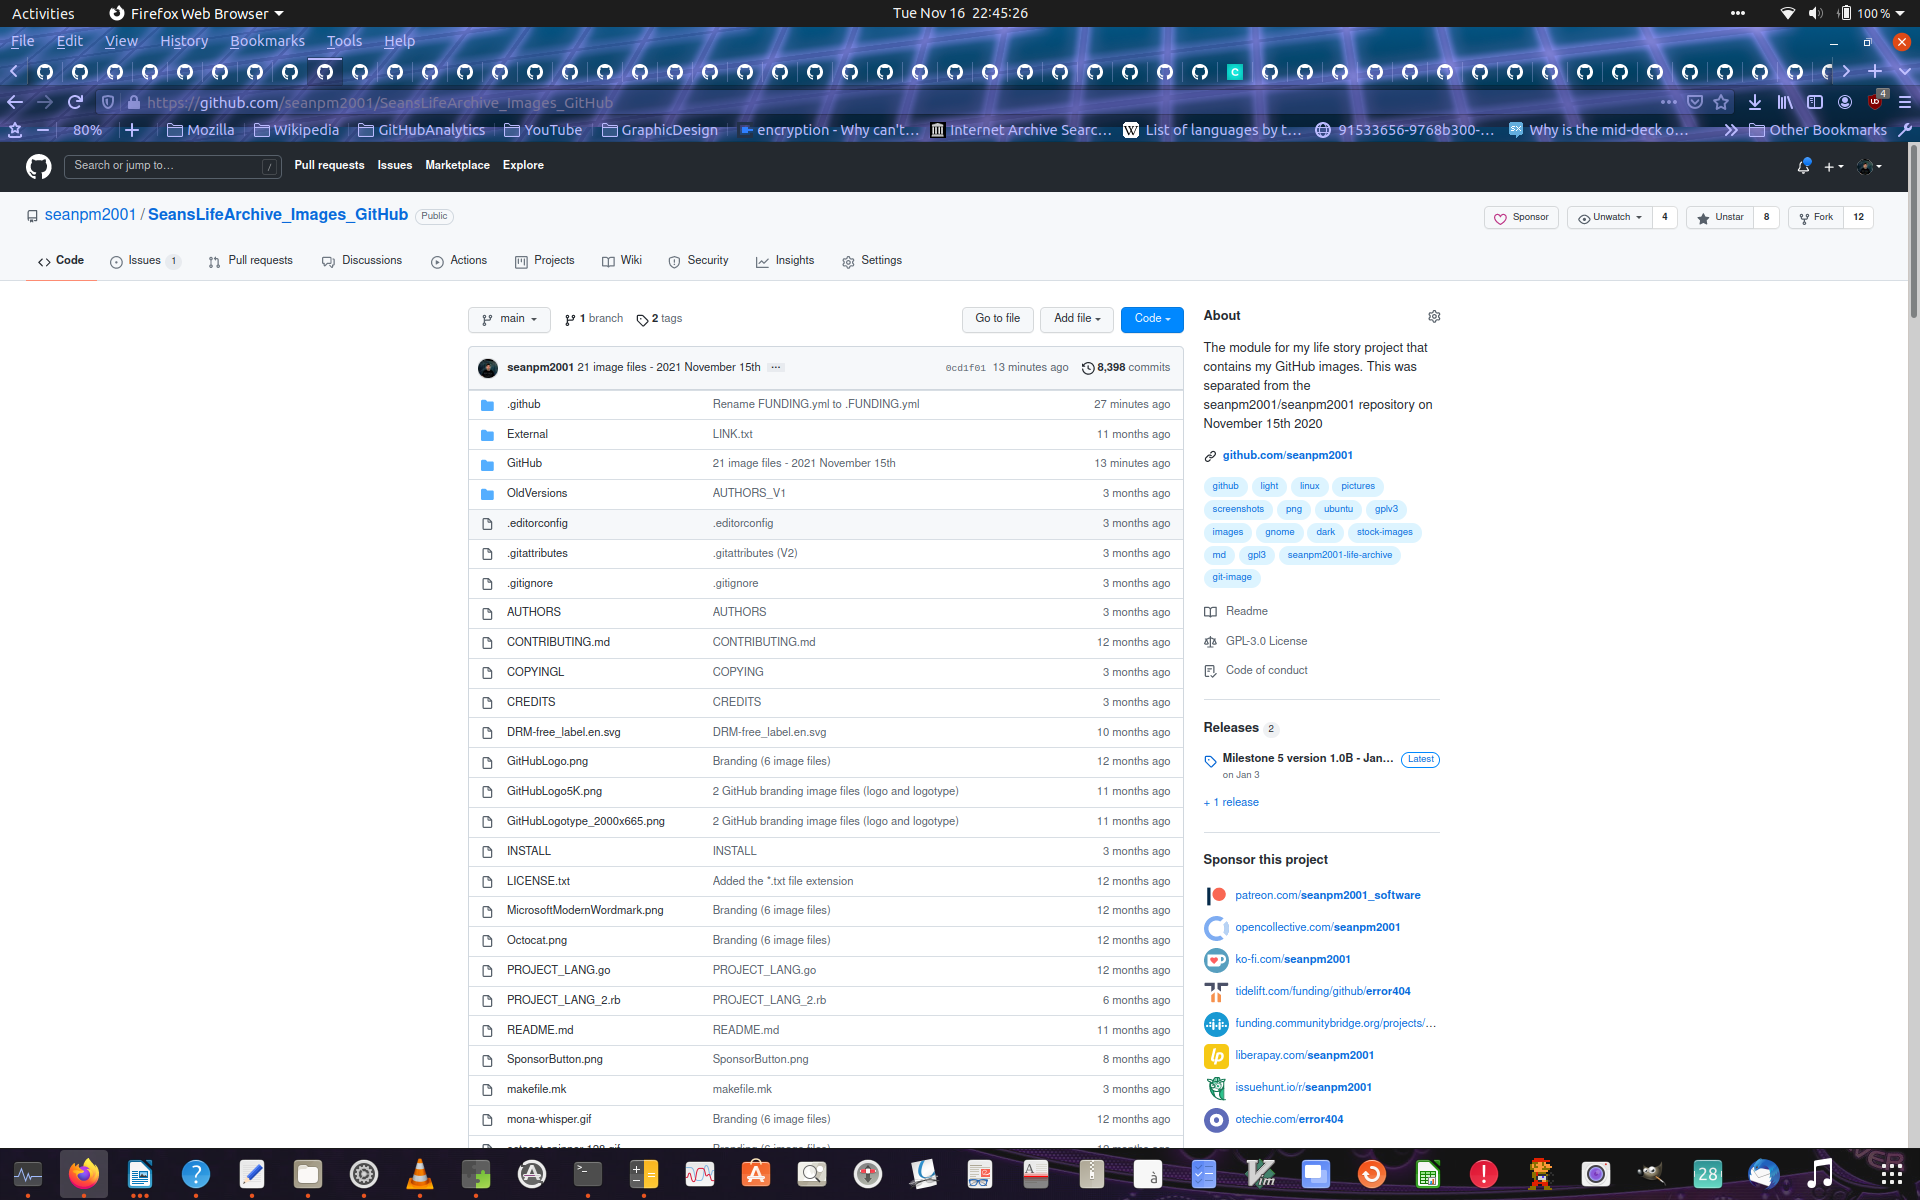 Activities Firefox Web Browser Tue Nov 16 22:45:26 100 %
File Edit View History Bookmarks Tools Help
https://github.com/seanpm2001/SeansLifeArchive_Images_GitHub 4
80% Mozilla Wikipedia GitHubAnalytics YouTube GraphicDesign encryption - Why can't… Internet Archive Searc… List of languages by t… 91533656-9768b300-… Why is the mid-deck o… Other Bookmarks
Search or jump to… / Pull requests Issues Marketplace Explore
seanpm2001 / SeansLifeArchive_Images_GitHub Public Sponsor Unwatch 4 Unstar 8 Fork 12
Code Issues 1 Pull requests Discussions Actions Projects Wiki Security Insights Settings
main 1 branch 2 tags Go to file Add file Code
seanpm2001 21 image files - 2021 November 15th ... 0cd1f01 13 minutes ago 8,398 commits
.github Rename FUNDING.yml to .FUNDING.yml 27 minutes ago
External LINK.txt 11 months ago
GitHub 21 image files - 2021 November 15th 13 minutes ago
OldVersions AUTHORS_V1 3 months ago
.editorconfig .editorconfig 3 months ago
.gitattributes .gitattributes (V2) 3 months ago
.gitignore .gitignore 3 months ago
AUTHORS AUTHORS 3 months ago
CONTRIBUTING.md CONTRIBUTING.md 12 months ago
COPYINGL COPYING 3 months ago
CREDITS CREDITS 3 months ago
DRM-free_label.en.svg DRM-free_label.en.svg 10 months ago
GitHubLogo.png Branding (6 image files) 12 months ago
GitHubLogo5K.png 2 GitHub branding image files (logo and logotype) 11 months ago
GitHubLogotype_2000x665.png 2 GitHub branding image files (logo and logotype) 11 months ago
INSTALL INSTALL 3 months ago
LICENSE.txt Added the *.txt file extension 12 months ago
MicrosoftModernWordmark.png Branding (6 image files) 12 months ago
Octocat.png Branding (6 image files) 12 months ago
PROJECT_LANG.go PROJECT_LANG.go 12 months ago
PROJECT_LANG_2.rb PROJECT_LANG_2.rb 6 months ago
README.md README.md 11 months ago
SponsorButton.png SponsorButton.png 8 months ago
makefile.mk makefile.mk 3 months ago
mona-whisper.gif Branding (6 image files) 12 months ago
About
The module for my life story project that
contains my GitHub images. This was
separated from the
seanpm2001/seanpm2001 repository on
November 15th 2020
github.com/seanpm2001
github light linux pictures
screenshots png ubuntu gplv3
images gnome dark stock-images
md gpl3 seanpm2001-life-archive
git-image
Readme
GPL-3.0 License
Code of conduct
Releases 2
Milestone 5 version 1.0B - Jan... Latest
on Jan 3
+ 1 release
Sponsor this project
patreon.com/seanpm2001_software
opencollective.com/seanpm2001
ko-fi.com/seanpm2001
tidelift.com/funding/github/error404
funding.communitybridge.org/projects/…
liberapay.com/seanpm2001
issuehunt.io/r/seanpm2001
otechie.com/error404
28